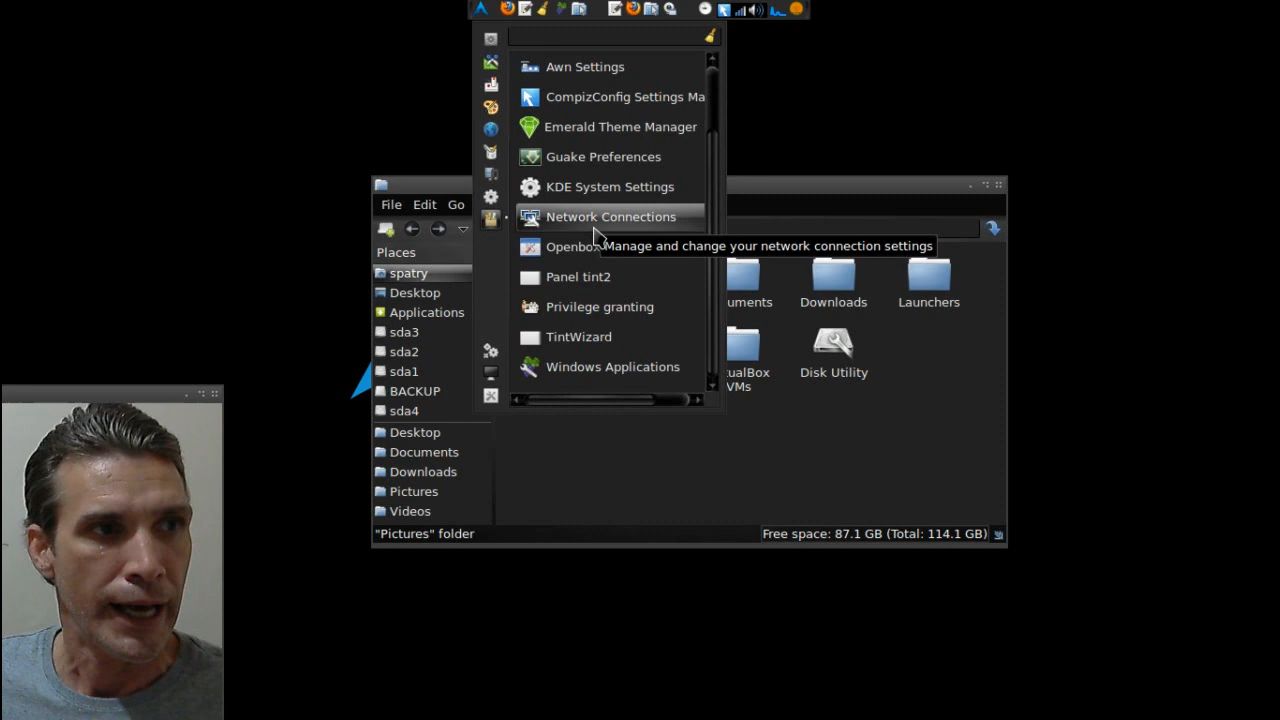 Awn Settings
CompizConfig Settings Ma
Emerald Theme Manager
Guake Preferences
KDE System Settings
Network Connections
Openbo
Manage and change your network connection settings
Panel tint2
Privilege granting
TintWizard
Windows Applications
File Edit Go
Places
spatry
Desktop
Applications
sda3
sda2
sda1
BACKUP
sda4
Desktop
Documents
Downloads
Pictures
Videos
uments
Downloads
Launchers
tualBox
VMs
Disk Utility
"Pictures" folder
Free space: 87.1 GB (Total: 114.1 GB)